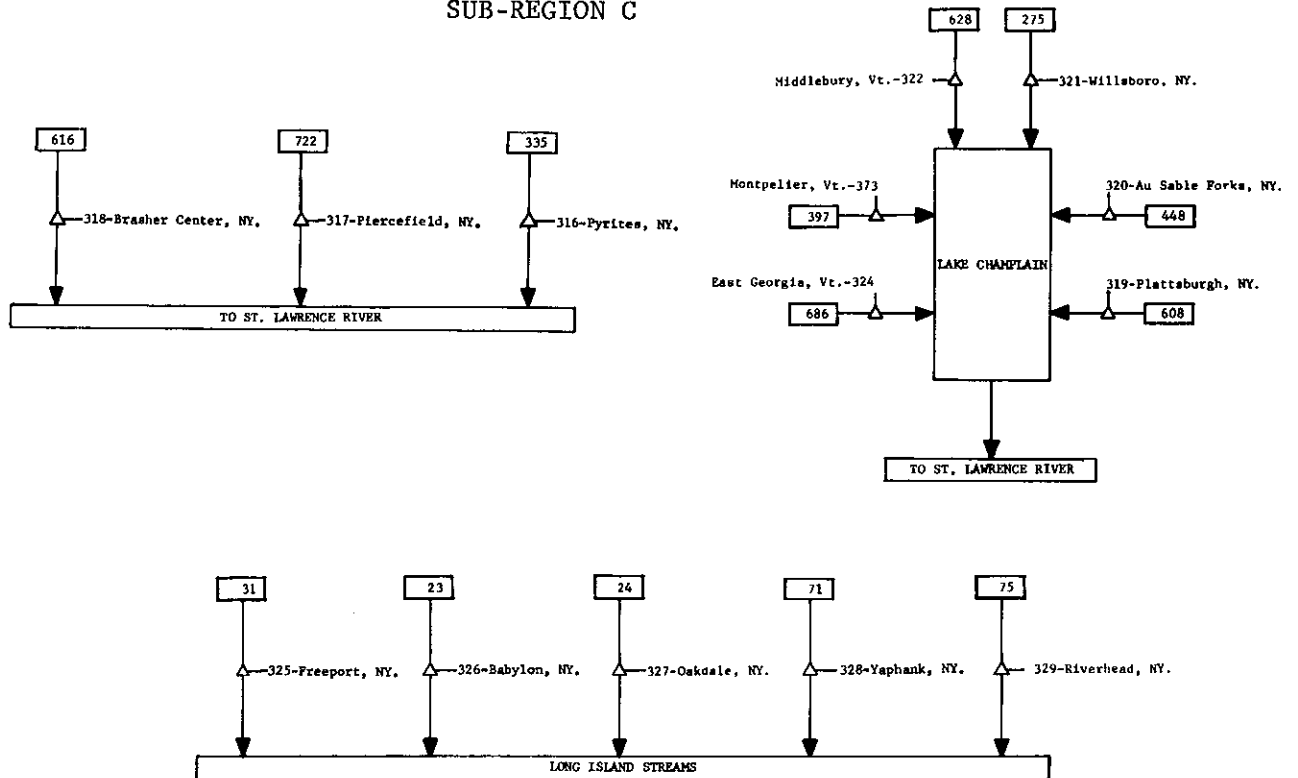 SUB-REGION C
628
275
Middlebury, Vt.-322
321-Willsboro, NY.
616
722
335
Montpelier, Vt.-373
320-Au Sable Forks, NY.
318-Brasher Center, NY.
317-Piercefield, NY.
316-Pyrites, NY.
397
448
LAKE CHAMPLAIN
East Georgia, Vt.-324
319-Plattsburgh, NY.
TO ST. LAWRENCE RIVER
686
608
TO ST. LAWRENCE RIVER
31
23
24
71
75
325-Freeport, NY.
326-Babylon, NY.
327-Oakdale, NY.
328-Yaphank, NY.
329-Riverhead, NY.
LONG ISLAND STREAMS